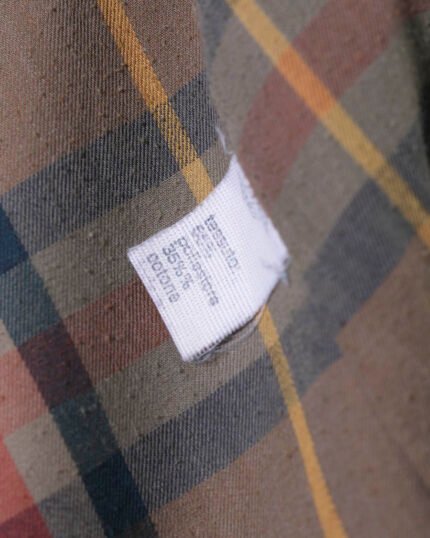 tessuto:
65%
poliestere
35%
cotone